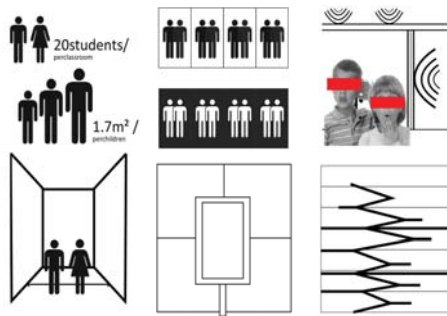 20students/
perclassroom
1.7m² /
perchildren